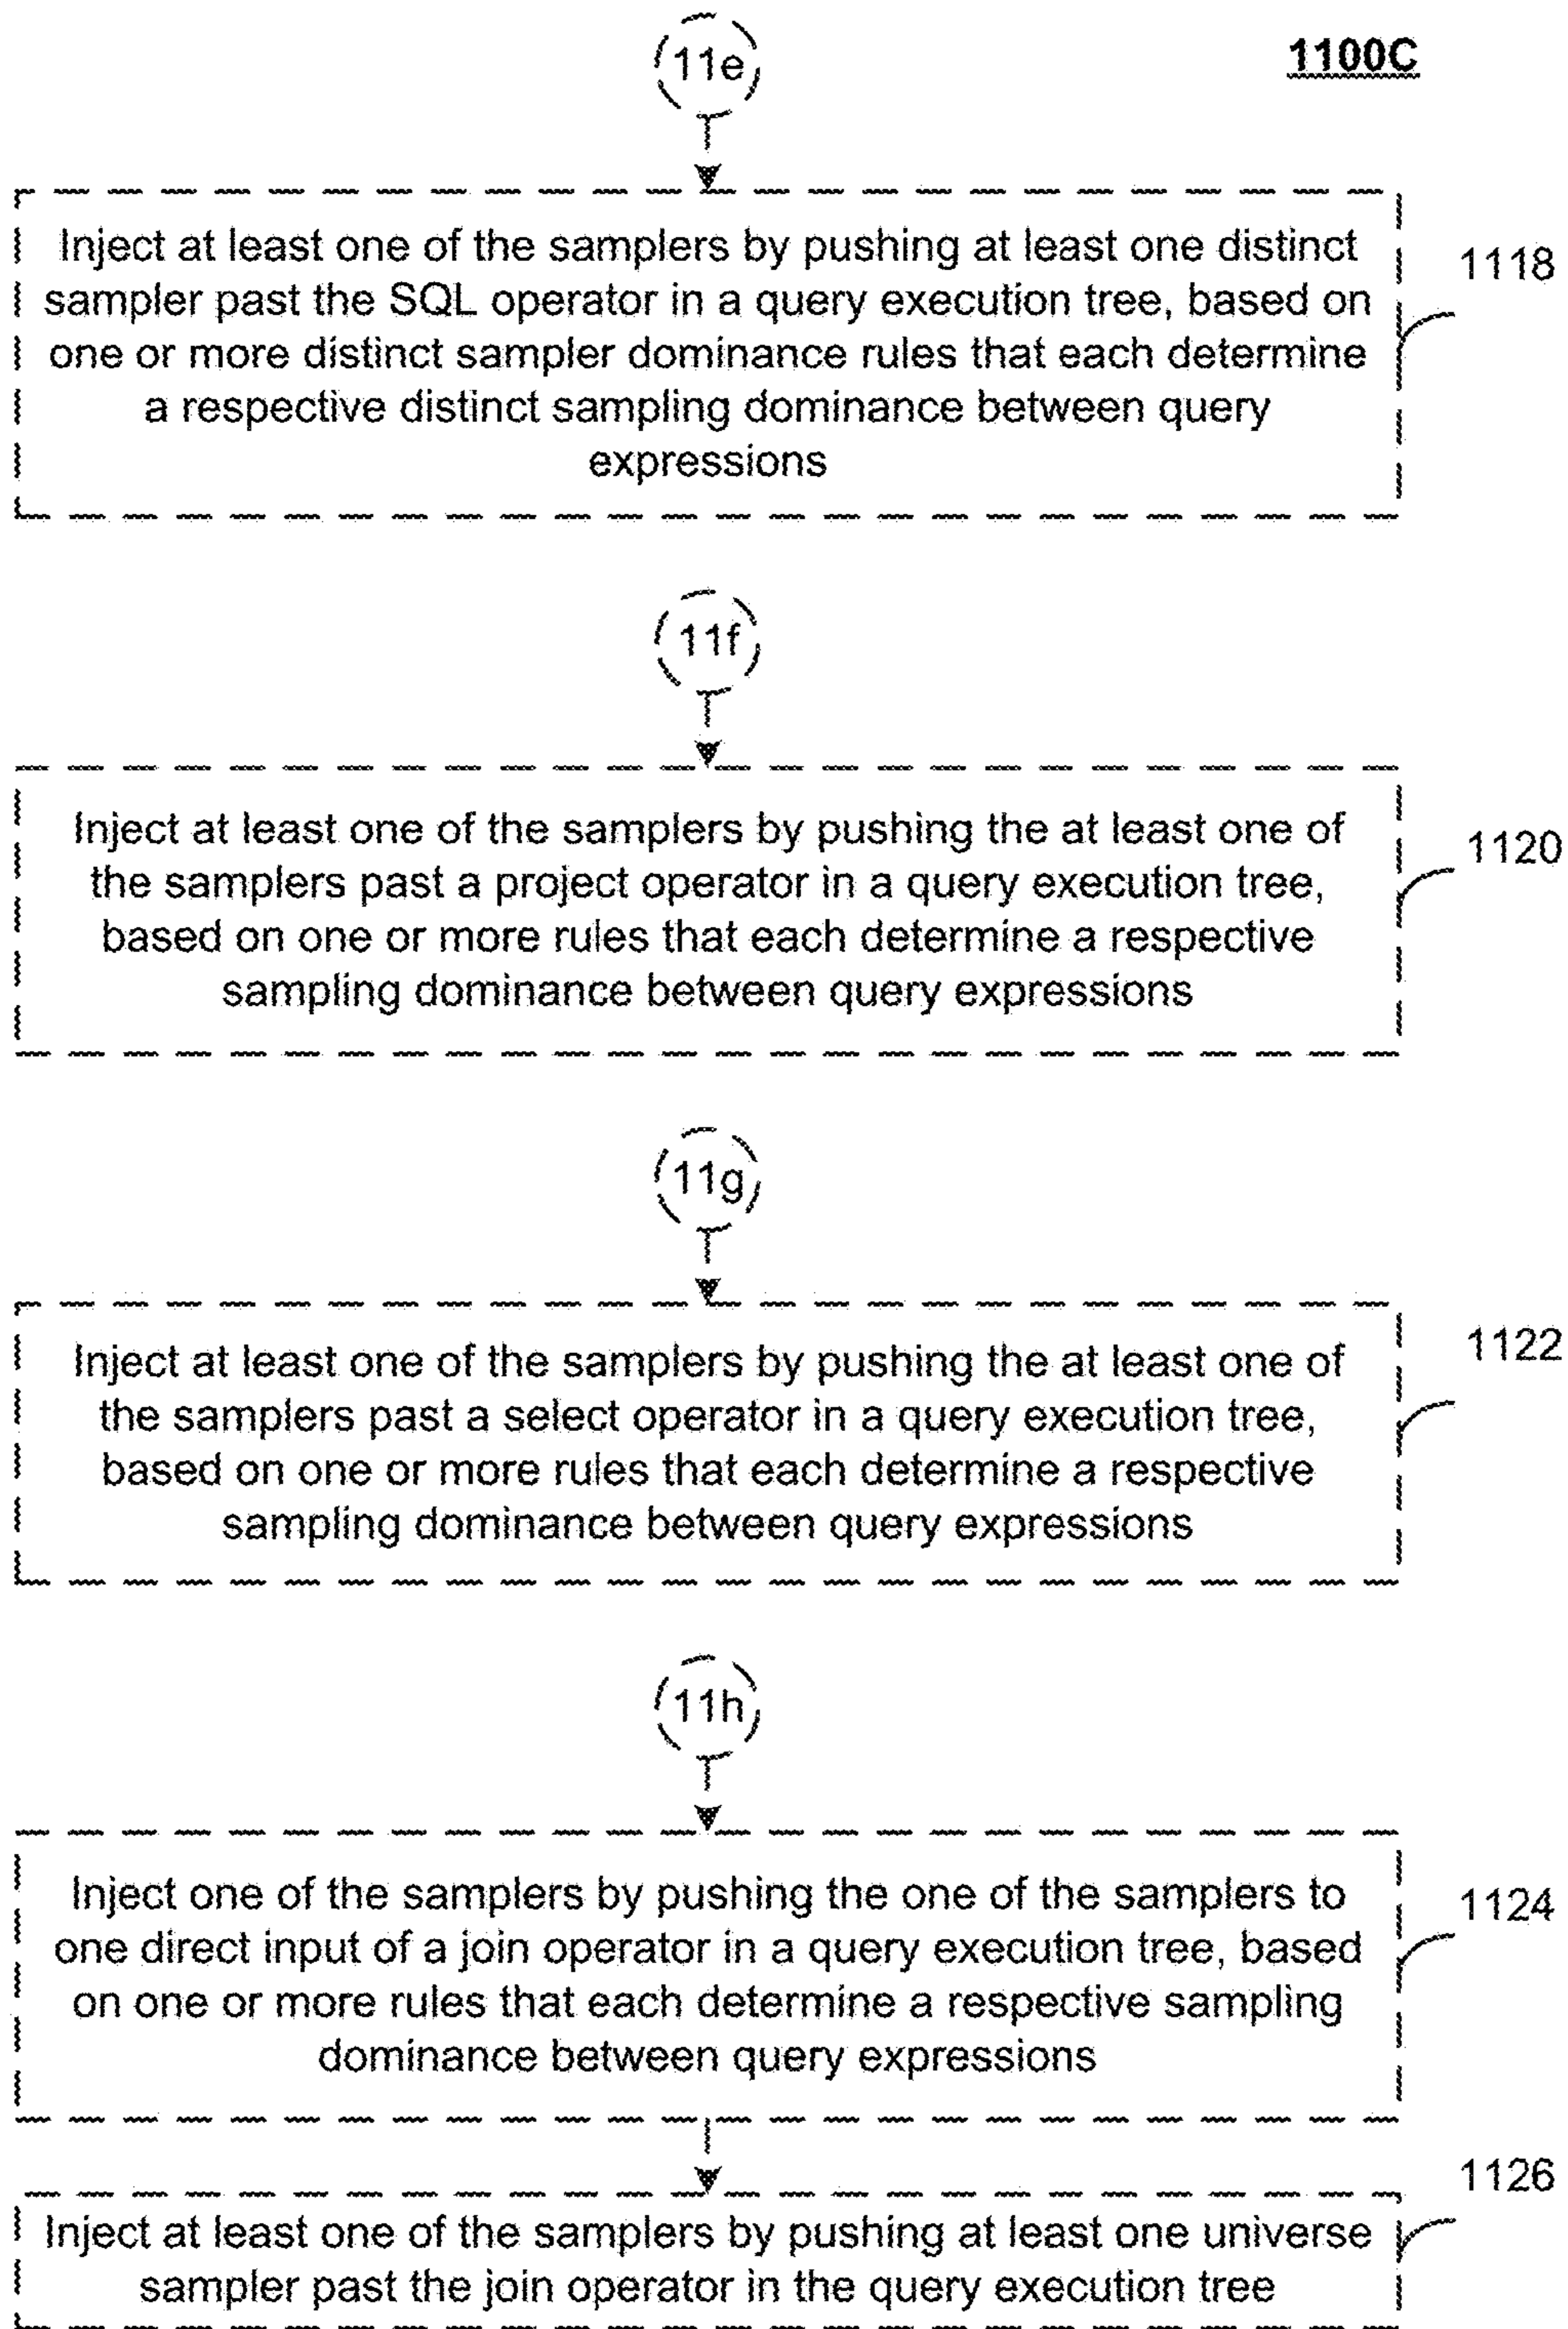 11e
1100C
Inject at least one of the samplers by pushing at least one distinct
sampler past the SQL operator in a query execution tree, based on
one or more distinct sampler dominance rules that each determine
a respective distinct sampling dominance between query
expressions
1118
11f
Inject at least one of the samplers by pushing the at least one of
the samplers past a project operator in a query execution tree,
based on one or more rules that each determine a respective
sampling dominance between query expressions
1120
11g
Inject at least one of the samplers by pushing the at least one of
the samplers past a select operator in a query execution tree,
based on one or more rules that each determine a respective
sampling dominance between query expressions
1122
11h
Inject one of the samplers by pushing the one of the samplers to
one direct input of a join operator in a query execution tree, based
on one or more rules that each determine a respective sampling
dominance between query expressions
1124
Inject at least one of the samplers by pushing at least one universe
sampler past the join operator in the query execution tree
1126